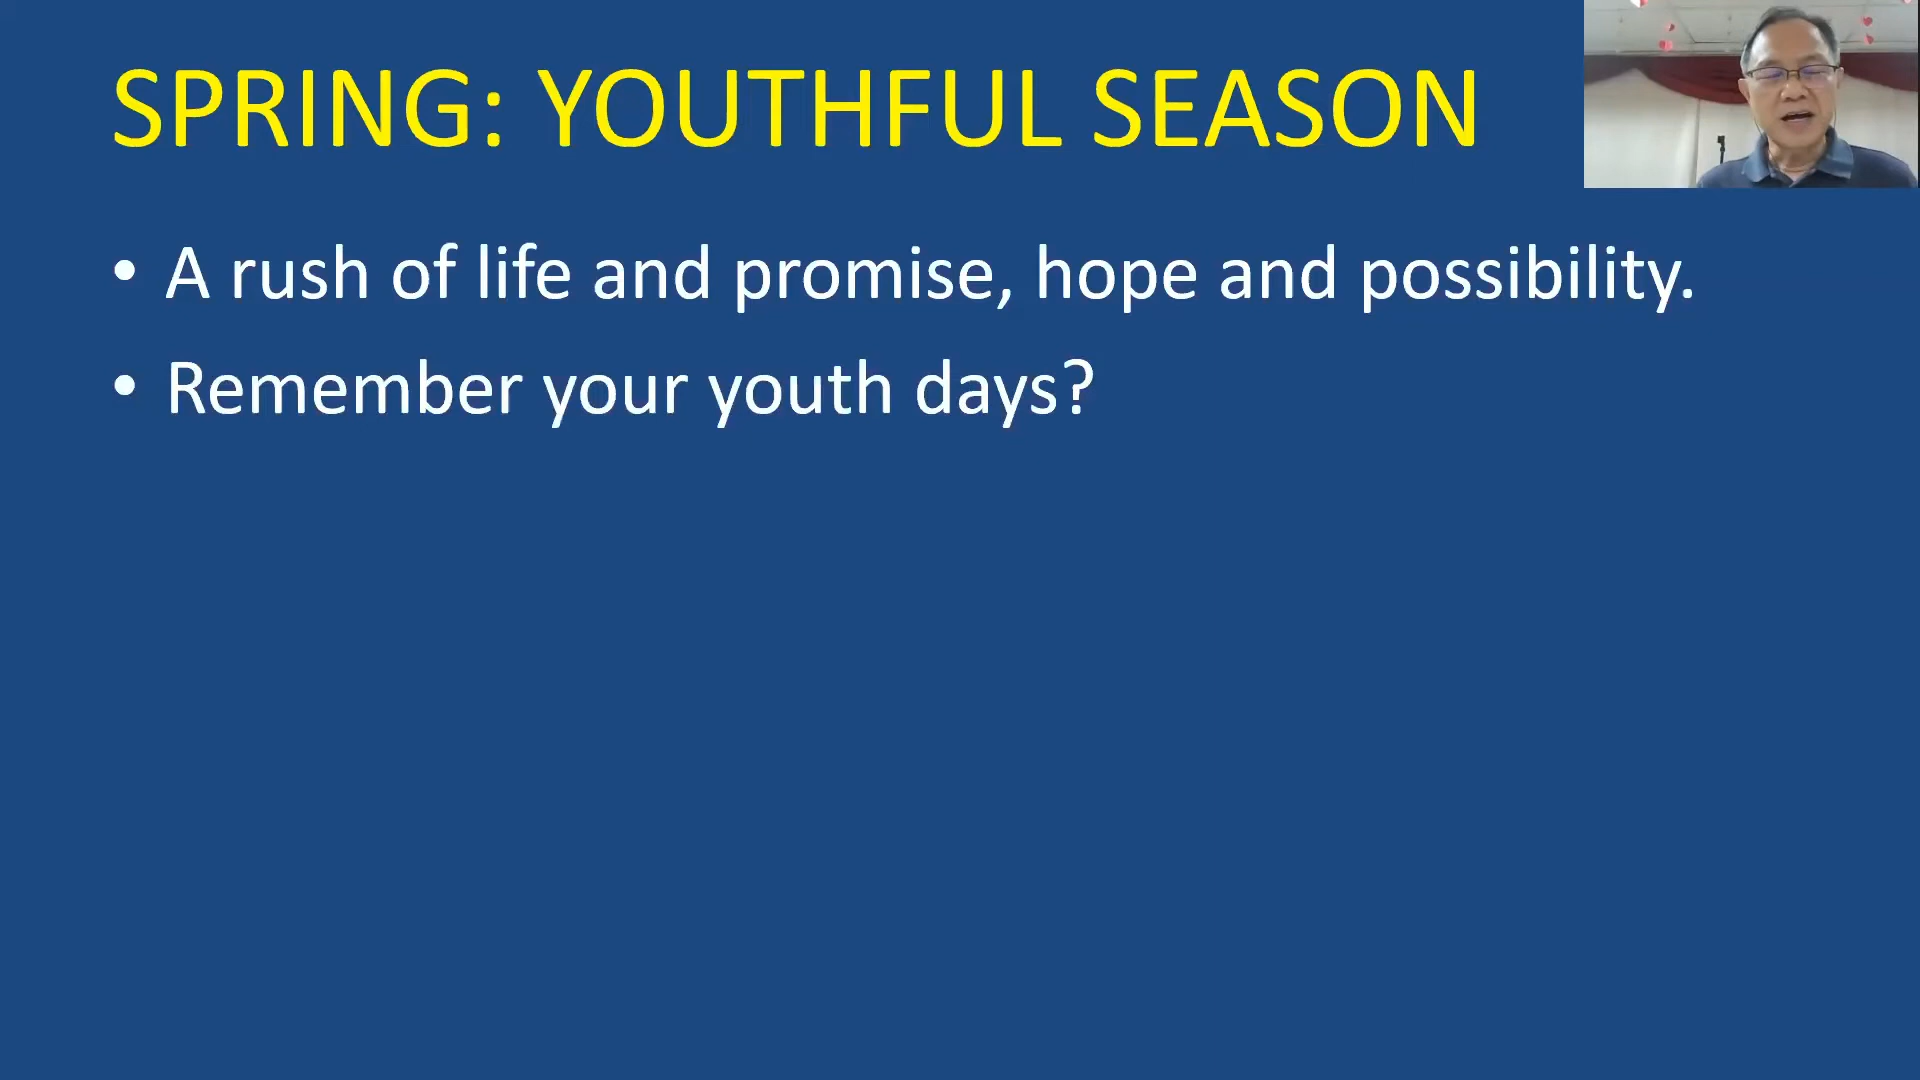 SPRING: YOUTHFUL SEASON
• A rush of life and promise, hope and possibility.
• Remember your youth days?